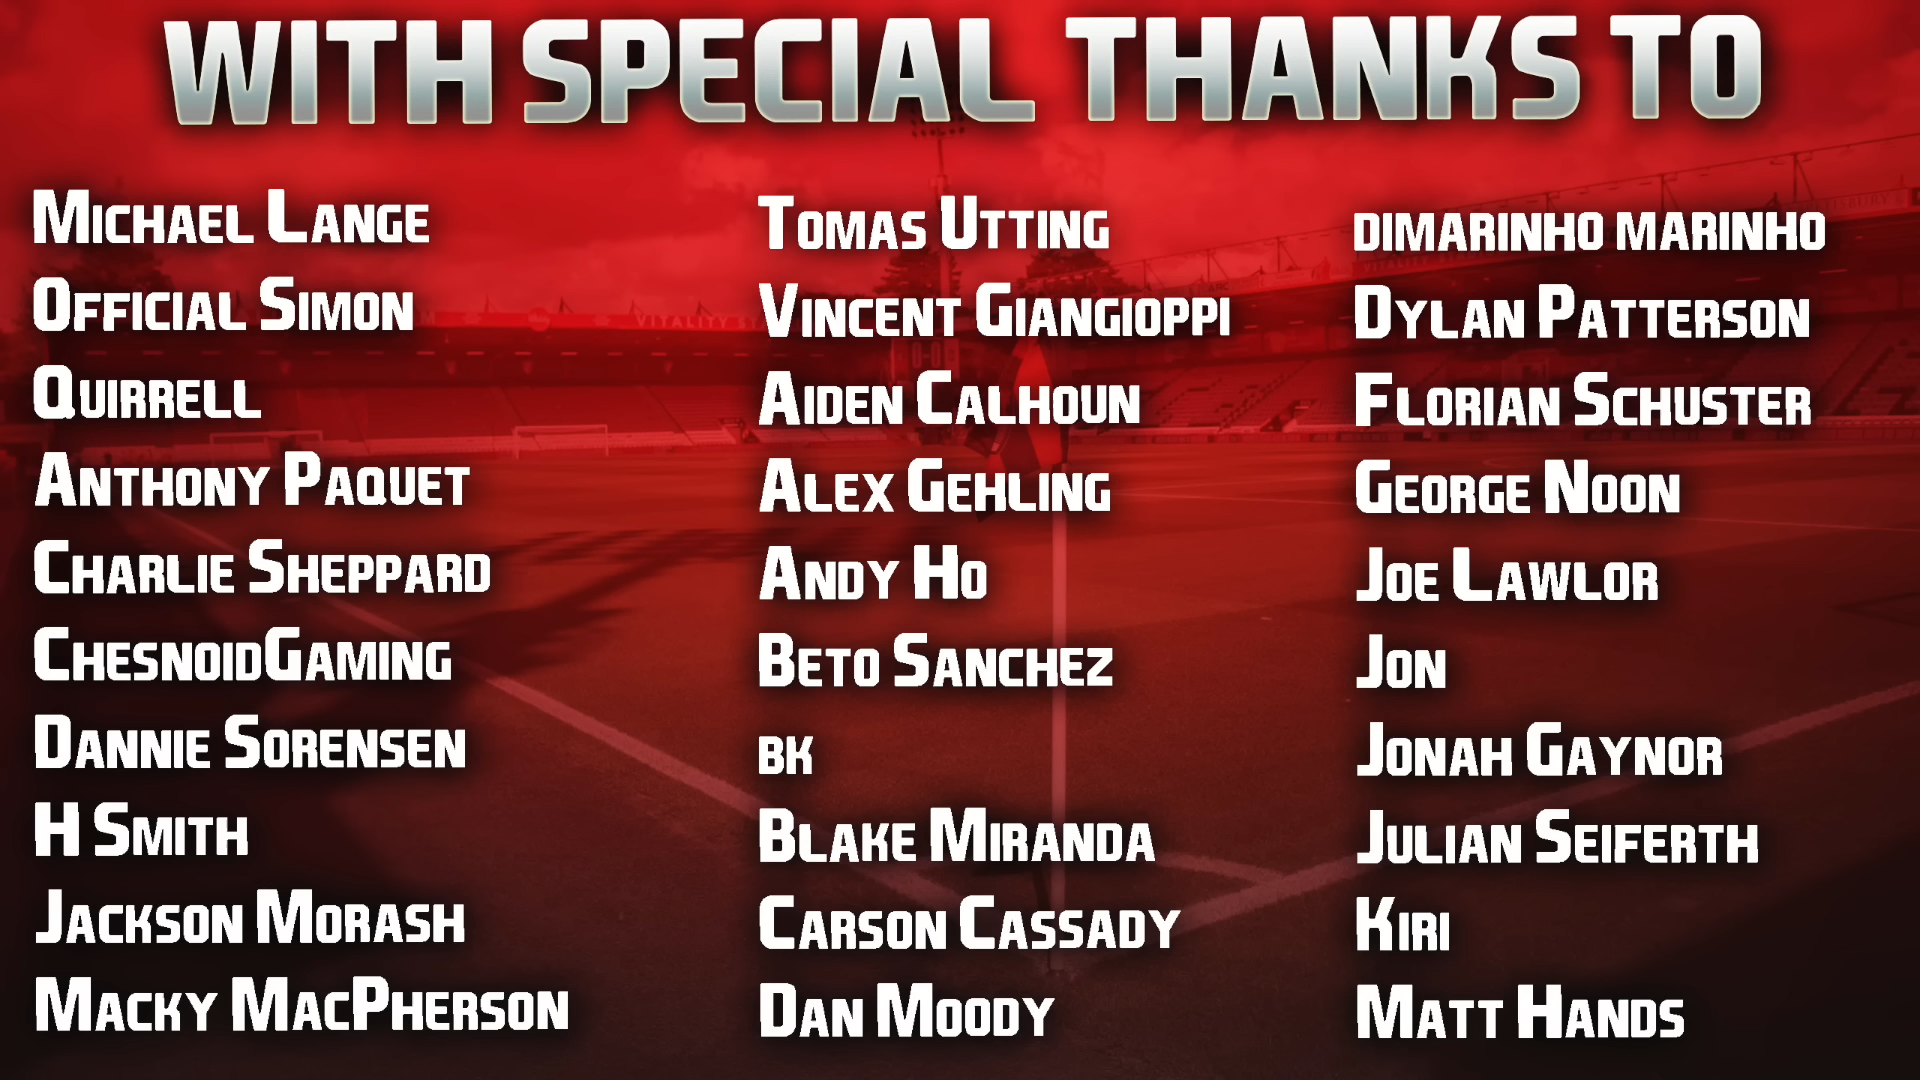 WITH SPECIAL THANKS TO
Michael Lange
Official Simon
Quirrell
Anthony Paquet
Charlie Sheppard
ChesnoidGaming
Dannie Sorensen
H Smith
Jackson Morash
Macky MacPherson
Tomas Utting
Vincent Giangioppi
Aiden Calhoun
Alex Gehling
Andy Ho
Beto Sanchez
bk
Blake Miranda
Carson Cassady
Dan Moody
dimarinho marinho
Dylan Patterson
Florian Schuster
George Noon
Joe Lawlor
Jon
Jonah Gaynor
Julian Seiferth
Kiri
Matt Hands
VITALITY